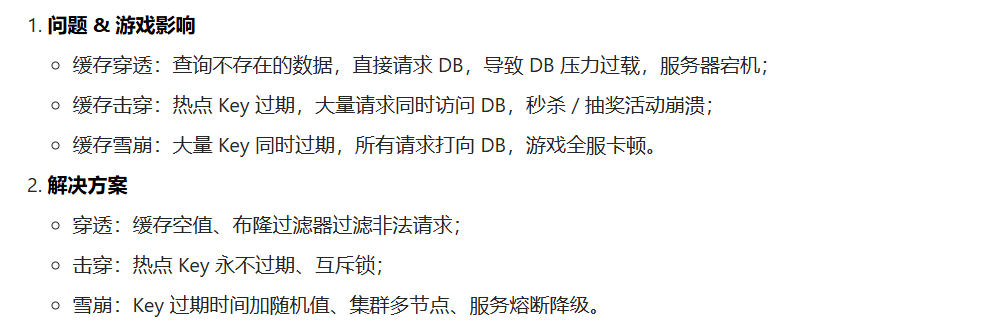 1. 问题 & 游戏影响
○ 缓存穿透：查询不存在的数据，直接请求 DB，导致 DB 压力过载，服务器宕机；
○ 缓存击穿：热点 Key 过期，大量请求同时访问 DB，秒杀 / 抽奖活动崩溃；
○ 缓存雪崩：大量 Key 同时过期，所有请求打向 DB，游戏全服卡顿。
2. 解决方案
○ 穿透：缓存空值、布隆过滤器过滤非法请求；
○ 击穿：热点 Key 永不过期、互斥锁；
○ 雪崩：Key 过期时间加随机值、集群多节点、服务熔断降级。